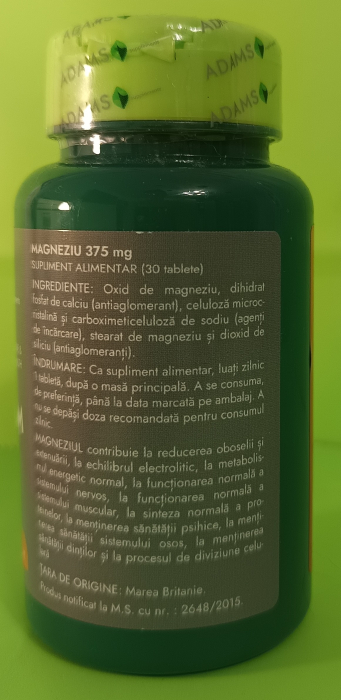 ADAMS
ADAMS
ADAMS
ADAMS
MAGNEZIU 375 mg
SUPLIMENT ALIMENTAR (30 tablete)
INGREDIENTE: Oxid de magneziu, dihidrat
fosfat de calciu (antiaglomerant), celuloză microc-
ristalină și carboximeticeluloză de sodiu (agenți
de încărcare), stearat de magneziu și dioxid de
siliciu (antiaglomeranți).
ÎNDRUMARE: Ca supliment alimentar, luați zilnic
1 tabletă, după o masă principală. A se consuma,
de preferință, până la data marcată pe ambalaj. A
nu se depăși doza recomandată pentru consumul
zilnic.
MAGNEZIUL contribuie la reducerea oboselii și
extenuării, la echilibrul electrolitic, la metabolis-
mul energetic normal, la funcționarea normală a
sistemului nervos, la funcționarea normală a
sistemului muscular, la sinteza normală a pro-
teinelor, la menținerea sănătății psihice, la menți-
nerea sănătății sistemului osos, la menținerea
sănătății dinților și la procesul de diviziune celu-
lară
ȚARA DE ORIGINE: Marea Britanie.
Produs notificat la M.S. cu nr. : 2648/2015.